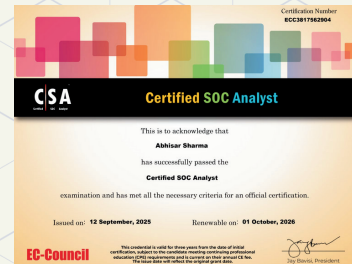 Certification Number
ECC3817562904
CSA
Certified SOC Analyst
Certified SOC Analyst
This is to acknowledge that
Abhisar Sharma
has successfully passed the
Certified SOC Analyst
examination and has met all the necessary criteria for an official certification.
Issued on: 12 September, 2025 Renewable on: 01 October, 2026
EC-Council
This credential is valid for three years from the date of initial
certification, subject to the candidate meeting continuing professional
education (CPE) requirements and is current on their annual CE fee.
The issue date will reflect the original grant date.
Jay Bavisi, President